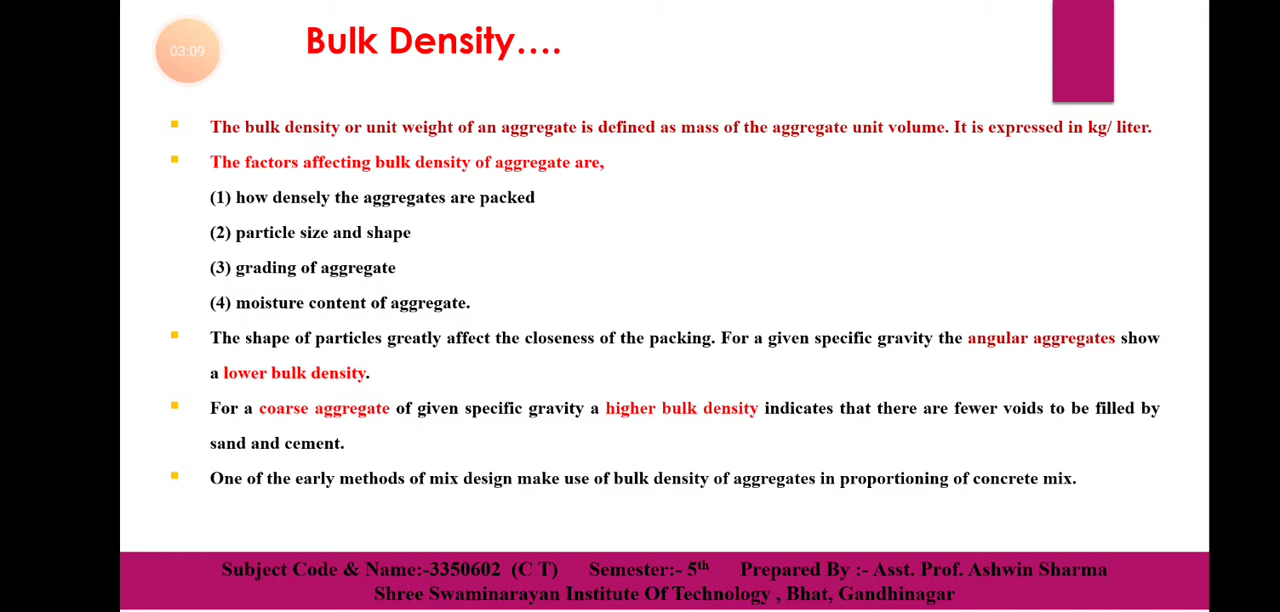 03:09
Bulk Density....
The bulk density or unit weight of an aggregate is defined as mass of the aggregate unit volume. It is expressed in kg/ liter.
The factors affecting bulk density of aggregate are,
(1) how densely the aggregates are packed
(2) particle size and shape
(3) grading of aggregate
(4) moisture content of aggregate.
The shape of particles greatly affect the closeness of the packing. For a given specific gravity the angular aggregates show
a lower bulk density.
For a coarse aggregate of given specific gravity a higher bulk density indicates that there are fewer voids to be filled by
sand and cement.
One of the early methods of mix design make use of bulk density of aggregates in proportioning of concrete mix.
Subject Code & Name:-3350602 (C T) Semester:- 5th Prepared By :- Asst. Prof. Ashwin Sharma
Shree Swaminarayan Institute Of Technology , Bhat, Gandhinagar